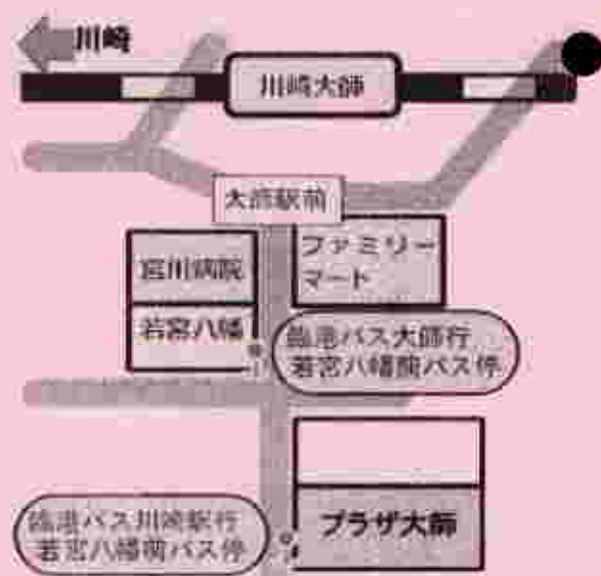 川崎
川崎大師
大師駅前
宮川病院
ファミリー
マート
若宮八幡
臨港バス大師行
若宮八幡前バス停
プラザ大師
臨港バス川崎駅行
若宮八幡前バス停